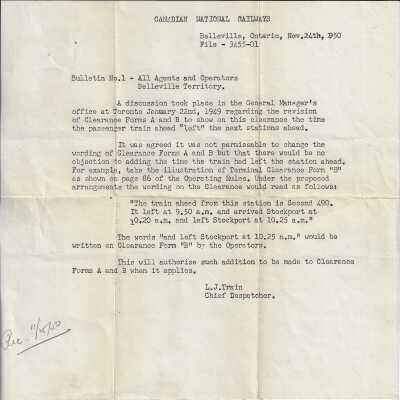 CANADIAN NATIONAL RAILWAYS
Belleville, Ontario, Nov.24th, 1950
File - 3455-01
Bulletin No.1 - All Agents and Operators
Belleville Territory.
A discussion took place in the General Manager's
office at Toronto January 22nd, 1949 regarding the revision
of Clearance Forms A and B to show on this clearance the time
the passenger train ahead "left" the next stations ahead.
It was agreed it was not permissable to change the
wording of Clearance A and B but that there would be no
objection to adding the time the train had left the station ahead.
For example, take the illustration of Terminal Clearance Form "B"
as shown on page 86 of the Operating Rules. Under the proposed
arrangements the wording on the Clearance would read as follows:
"The train ahead from this station is Second 490.
It left at 9.50 a.m. and arrived Stockport at
10.20 a.m. and left Stockport at 10.25 a.m."
The words "and left Stockport at 10.25 a.m." would be
written on Clearance Form "B" by the Operators.
This will authorize such addition to be made to Clearance
Forms A and B when it applies.
L.J.Train
Chief Despatcher.
Rec.